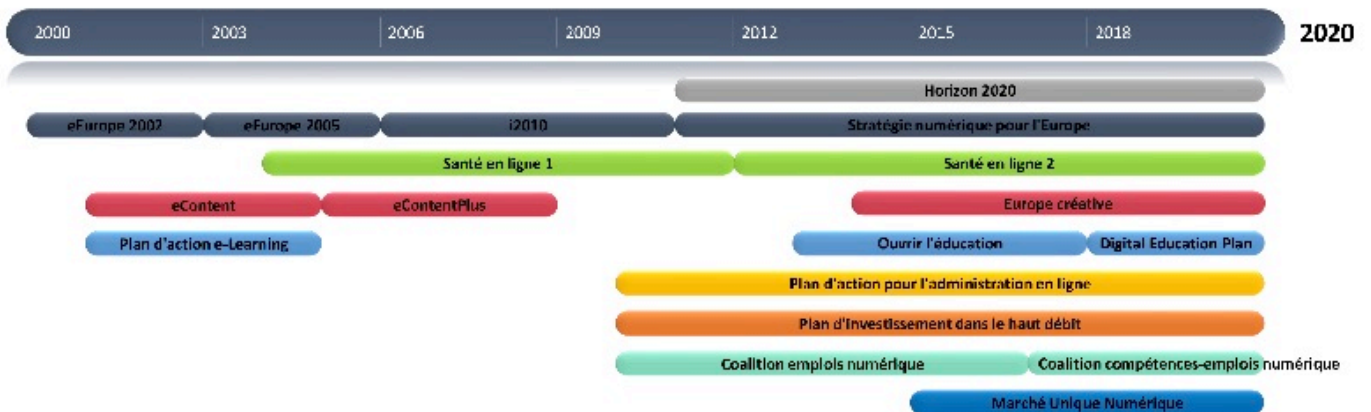 2000 2003 2006 2009 2012 2015 2018 2020
Horizon 2020
eEurope 2002 eEurope 2005 i2010 Stratégie numérique pour l'Europe
Santé en ligne 1 Santé en ligne 2
eContent eContentPlus Europe créative
Plan d'action e-Learning Ouvrir l'éducation Digital Education Plan
Plan d'action pour l'administration en ligne
Plan d'investissement dans le haut débit
Coalition emplois numérique Coalition compétences-emplois numérique
Marché Unique Numérique